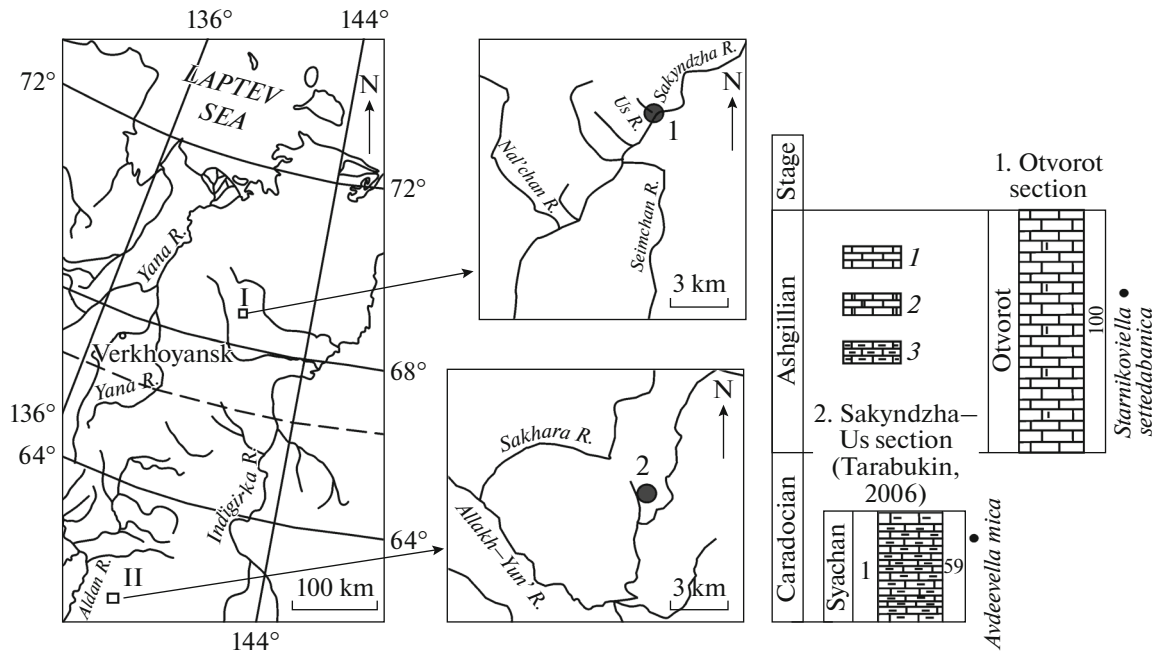 136°
144°
72°
LAPTEV
SEA
N
72°
Yana R.
I
Verkhoyansk
Yana R.
68°
136°
64°
Indigirka R.
64°
Aldan R.
II
100 km
144°
Sakyndzha R.
N
Us R.
1
Nal'chan R.
Seimchan R.
3 km
N
Sakhara R.
2
Allakh–Yun' R.
3 km
Stage
1. Otvorot
section
Ashgillian
1
2
3
Otvorot
100
Starnikoviella
settedabanica
2. Sakyndzha–
Us section
(Tarabukin,
2006)
Caradocian
Syachan
1
59
Avdeevella mica